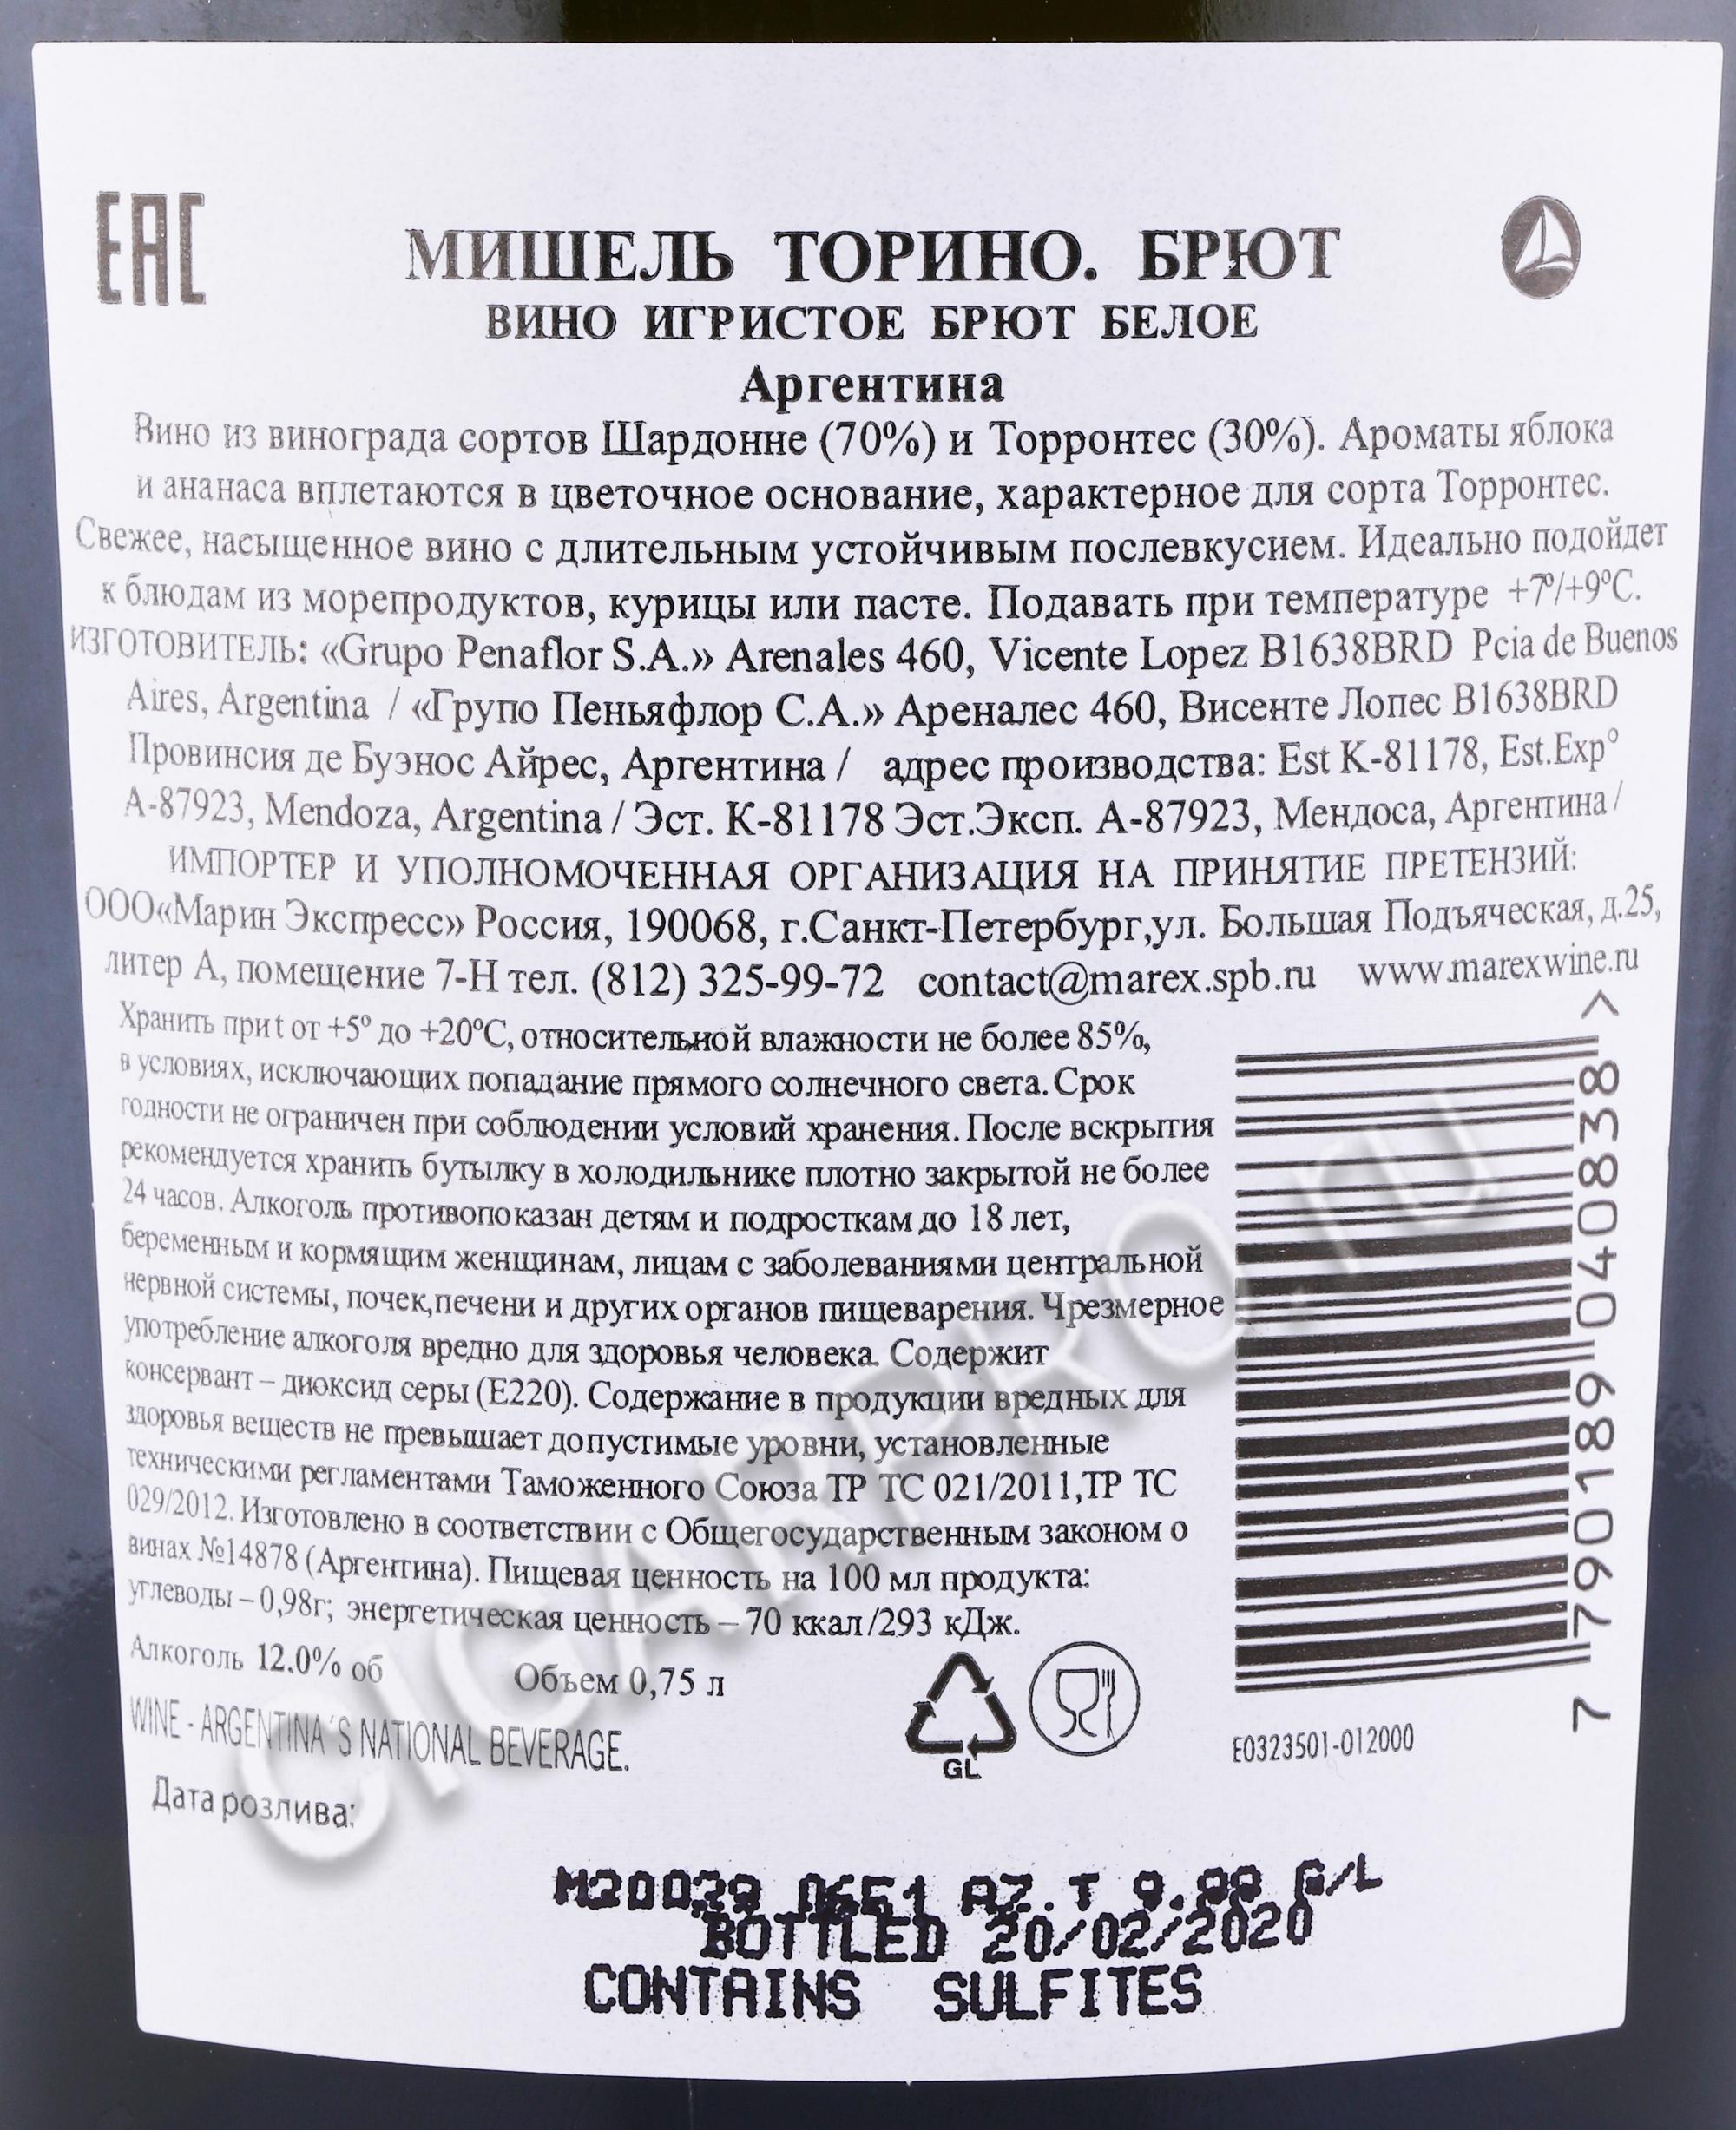 EAC
МИШЕЛЬ ТОРИНО. БРЮТ
ВИНО ИГРИСТОЕ БРЮТ БЕЛОЕ
Аргентина
Вино из винограда сортов Шардонне (70%) и Торронтес (30%). Ароматы яблока
и ананаса вплетаются в цветочное основание, характерное для сорта Торронтес.
Свежее, насыщенное вино с длительным устойчивым послевкусием. Идеально подойдет
к блюдам из морепродуктов, курицы или пасте. Подавать при температуре +7º/+9ºС.
ИЗГОТОВИТЕЛЬ: «Grupo Penaflor S.A.» Arenales 460, Vicente Lopez B1638BRD Pcia de Buenos
Aires, Argentina / «Групо Пеньяфлор С.А.» Ареналес 460, Висенте Лопес B1638BRD
Провинсия де Буэнос Айрес, Аргентина / адрес производства: Est K-81178, Est.Exp°
A-87923, Mendoza, Argentina / Эст. К-81178 Эст.Эксп. А-87923, Мендоса, Аргентина /
ИМПОРТЕР И УПОЛНОМОЧЕННАЯ ОРГАНИЗАЦИЯ НА ПРИНЯТИЕ ПРЕТЕНЗИЙ:
ООО«Марин Экспресс» Россия, 190068, г.Санкт-Петербург,ул. Большая Подъяческая, д.25,
литер А, помещение 7-Н тел. (812) 325-99-72 contact@marex.spb.ru www.marexwine.ru
Хранить при t от +5º до +20ºС, относительной влажности не более 85%,
в условиях, исключающих попадание прямого солнечного света. Срок
годности не ограничен при соблюдении условий хранения. После вскрытия
рекомендуется хранить бутылку в холодильнике плотно закрытой не более
24 часов. Алкоголь противопоказан детям и подросткам до 18 лет,
беременным и кормящим женщинам, лицам с заболеваниями центральной
нервной системы, почек,печени и других органов пищеварения. Чрезмерное
употребление алкоголя вредно для здоровья человека. Содержит
консервант – диоксид серы (Е220). Содержание в продукции вредных для
здоровья веществ не превышает допустимые уровни, установленные
техническими регламентами Таможенного Союза ТР ТС 021/2011,ТР ТС
029/2012. Изготовлено в соответствии с Общегосударственным законом о
винах №14878 (Аргентина). Пищевая ценность на 100 мл продукта:
углеводы – 0,98г; энергетическая ценность – 70 ккал/293 кДж.
Алкоголь 12.0% об Объем 0,75 л
WINE - ARGENTINA´S NATIONAL BEVERAGE.
GL
7 790189 040838 >
E0323501-012000
Дата розлива:
AZ.T G/L
BOTTLED 20/02/2020
CONTAINS SULFITES
CIGARPRO.ru